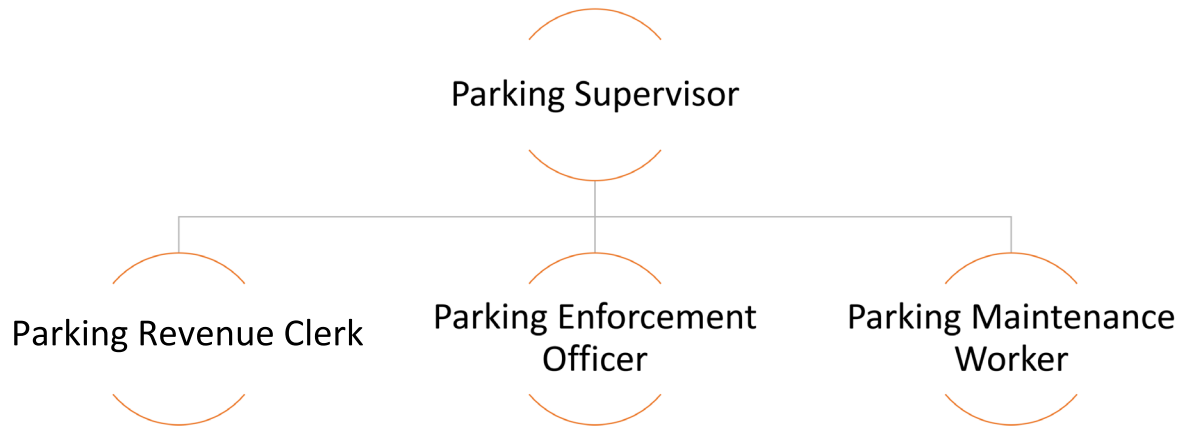 Parking Supervisor
Parking Revenue Clerk
Parking Enforcement
Officer
Parking Maintenance
Worker